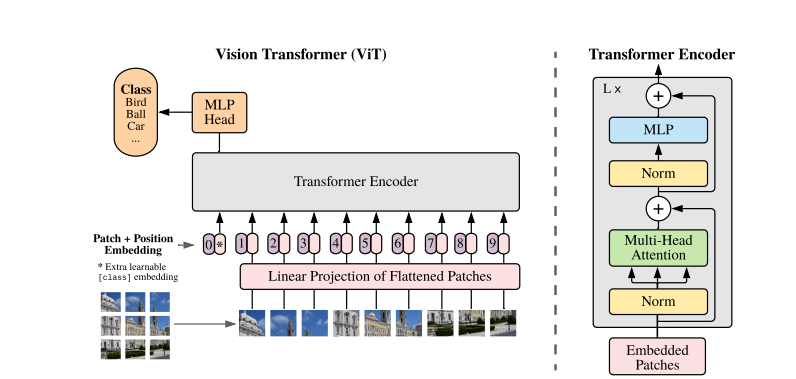 Vision Transformer (ViT)
Class
Bird
Ball
Car
...
MLP
Head
Transformer Encoder
Patch + Position
Embedding
0 * 1 2 3 4 5 6 7 8 9
* Extra learnable
[class] embedding
Linear Projection of Flattened Patches
Transformer Encoder
L x
+
MLP
Norm
+
Multi-Head
Attention
Norm
Embedded
Patches